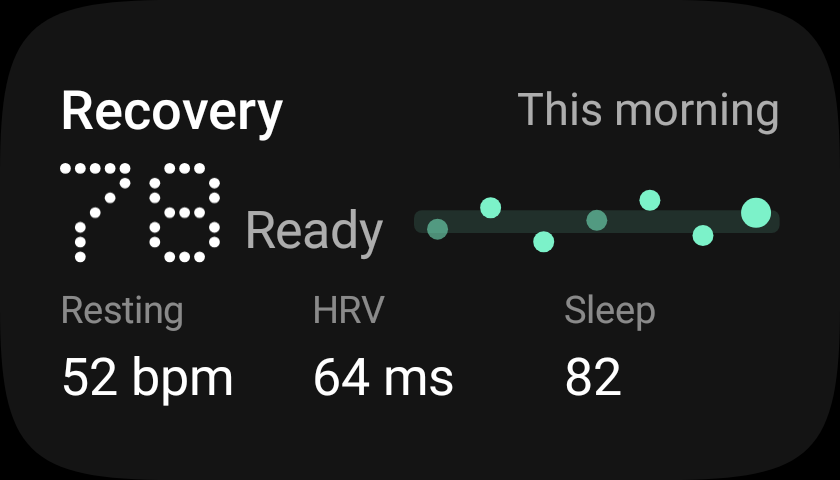 Recovery
This morning
78 Ready
Resting HRV Sleep
52 bpm 64 ms 82